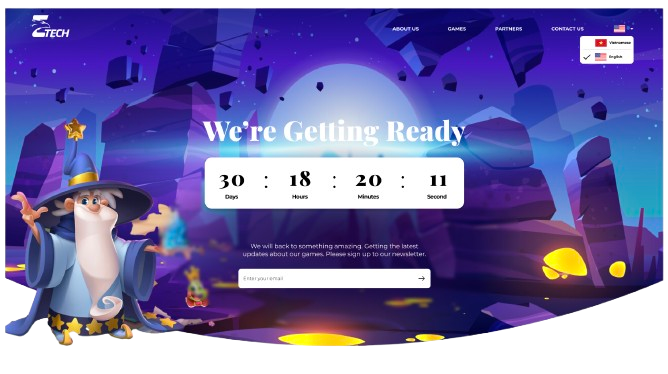 TECH
ABOUT US
GAMES
PARTNERS
CONTACT US
Vietnamese
English
We're Getting Ready
30 : 18 : 20 : 11
Days Hours Minutes Second
We will back to something amazing. Getting the latest
updates about our games. Please sign up to our newsletter.
Enter your email